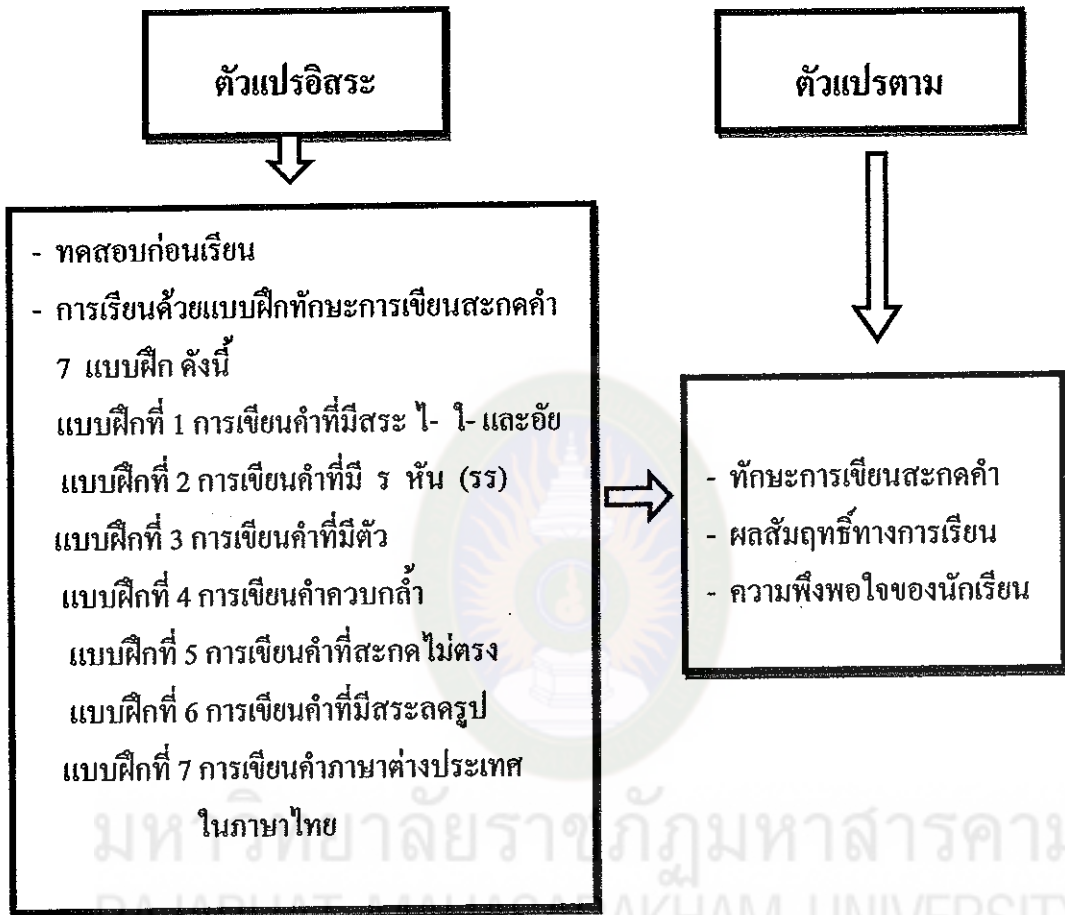 ตัวแปรอิสระ
ตัวแปรตาม
- ทดสอบก่อนเรียน
- การเรียนด้วยแบบฝึกทักษะการเขียนสะกดคำ
7 แบบฝึก ดังนี้
แบบฝึกที่ 1 การเขียนคำที่มีสระ ไ- ใ- และอัย
แบบฝึกที่ 2 การเขียนคำที่มี ร หัน (รร)
แบบฝึกที่ 3 การเขียนคำที่มีตัว
แบบฝึกที่ 4 การเขียนคำควบกล้ำ
แบบฝึกที่ 5 การเขียนคำที่สะกดไม่ตรง
แบบฝึกที่ 6 การเขียนคำที่มีสระลดรูป
แบบฝึกที่ 7 การเขียนคำภาษาต่างประเทศ
ในภาษาไทย
- ทักษะการเขียนสะกดคำ
- ผลสัมฤทธิ์ทางการเรียน
- ความพึงพอใจของนักเรียน
มหาวิทยาลัยราชภัฏมหาสารคาม
RAJABHAT MAHASARAKHAM UNIVERSITY